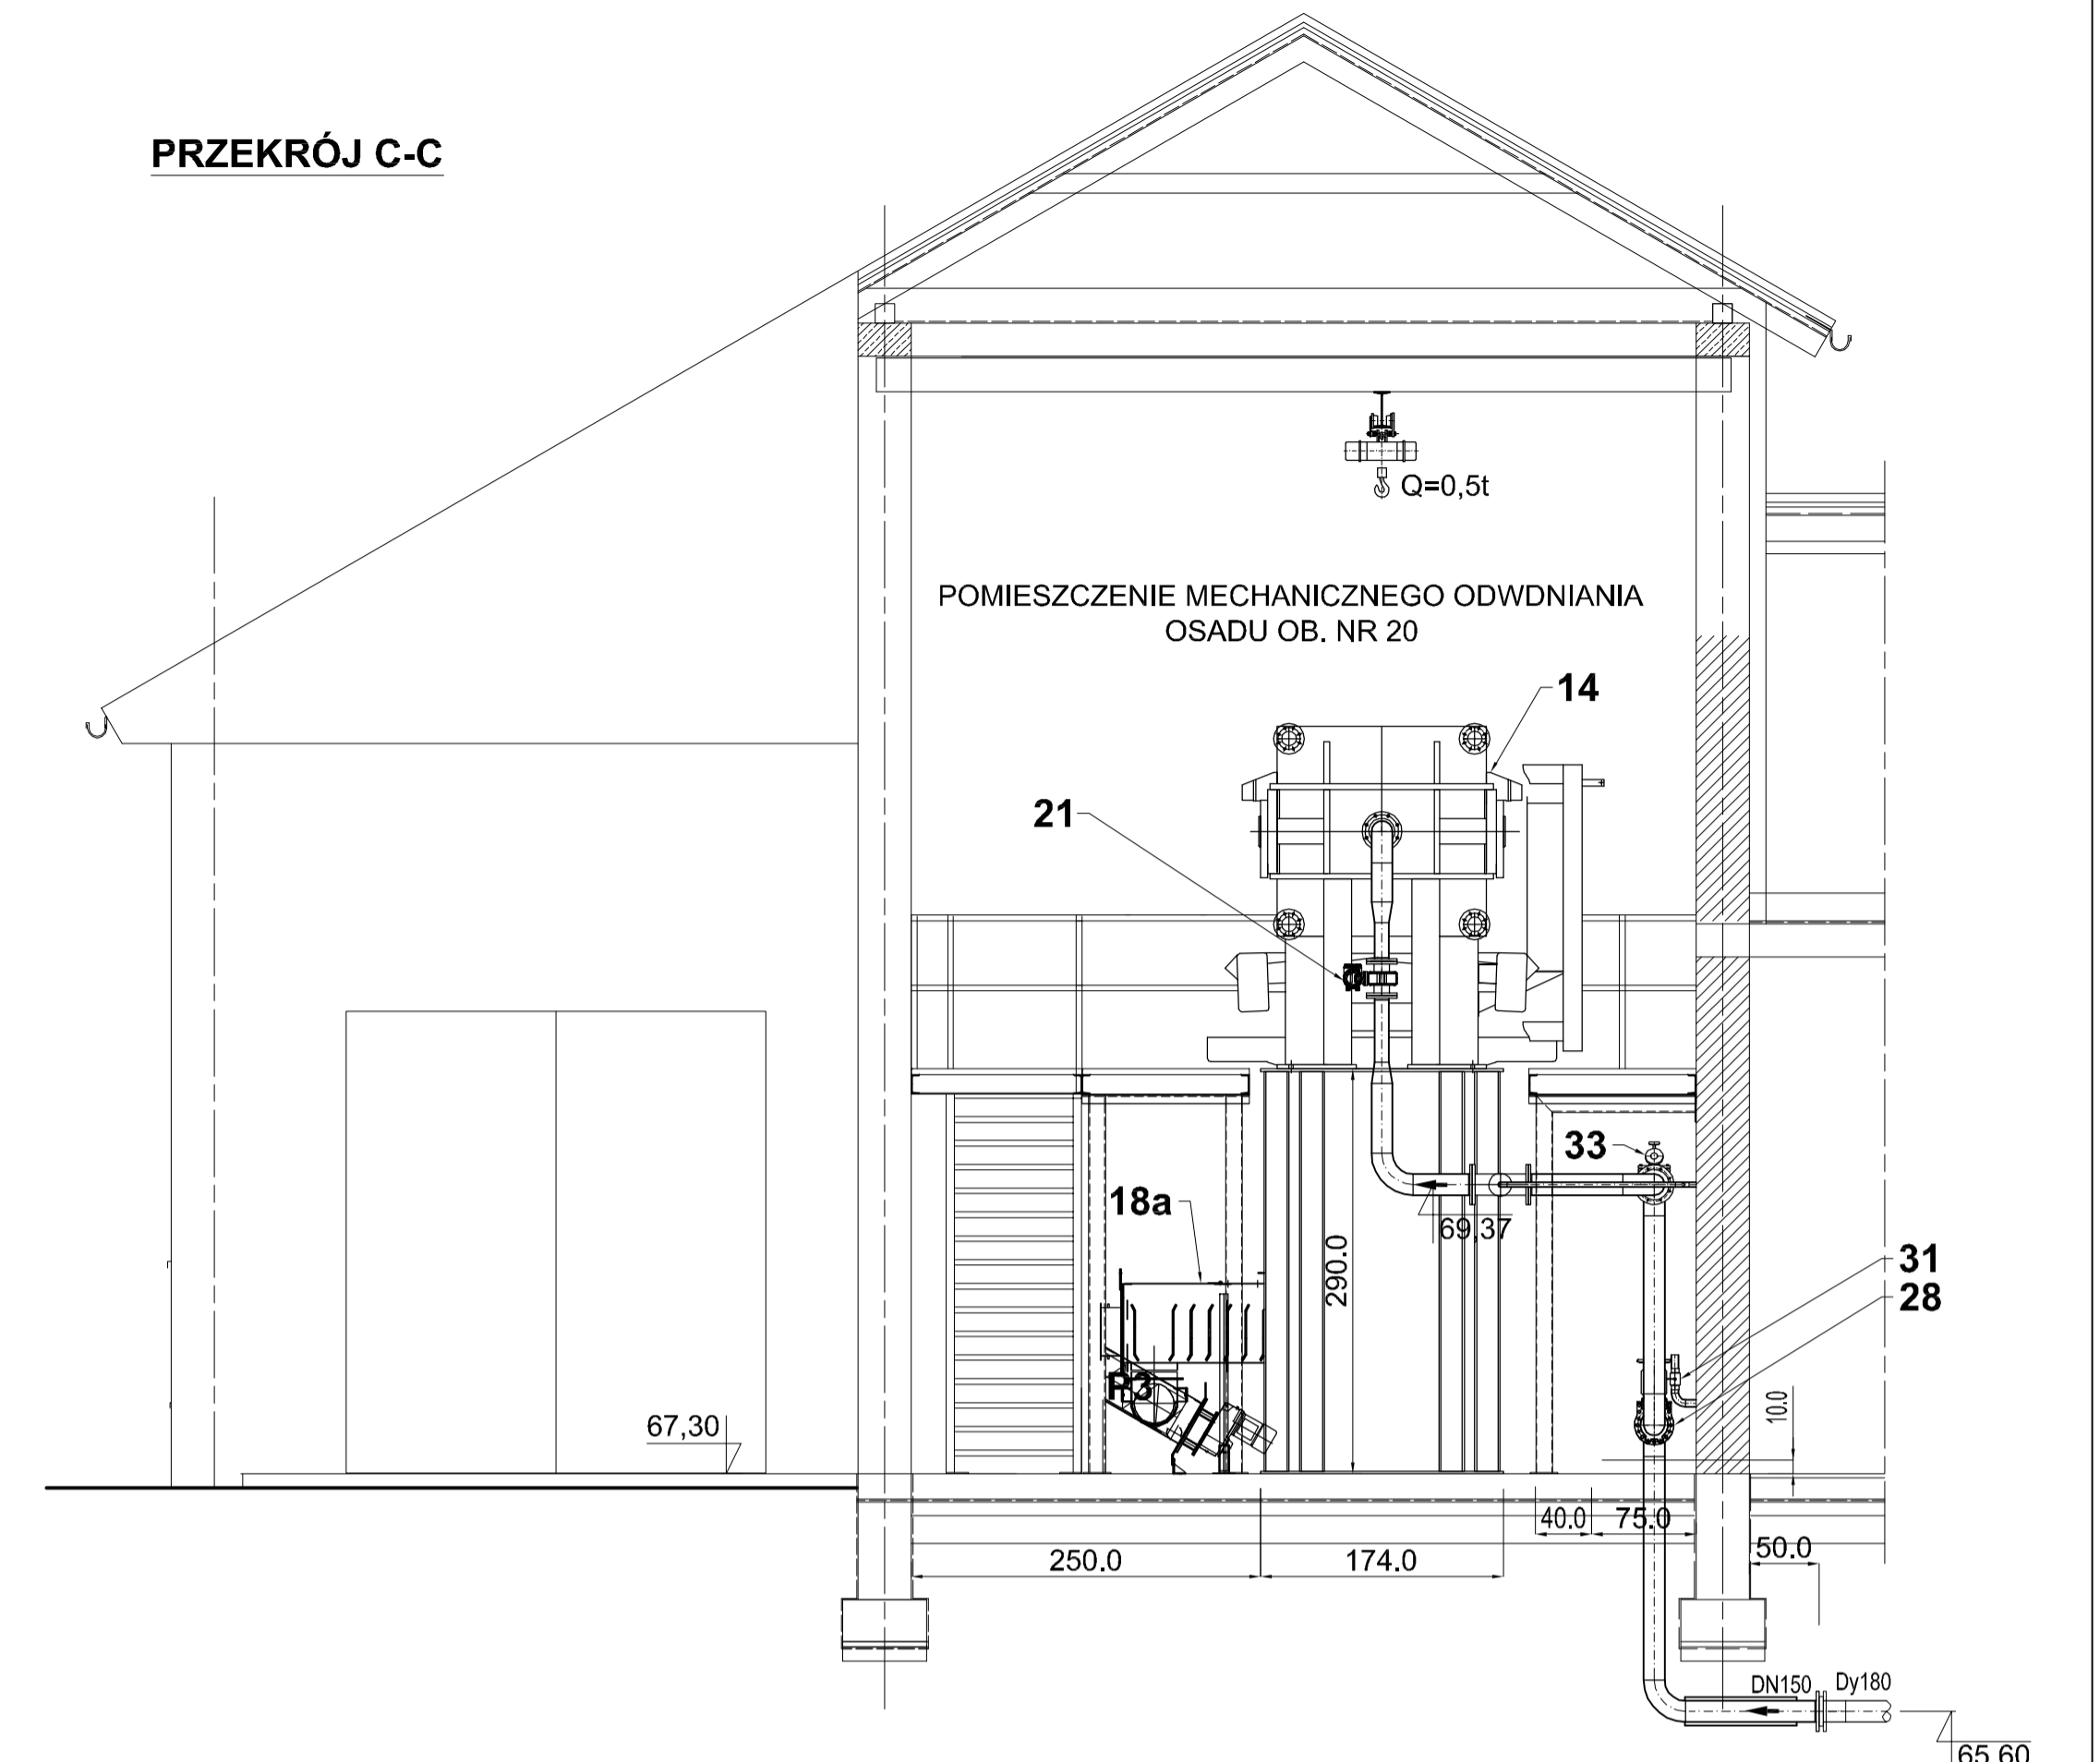 PRZEKRÓJ C-C
Q=0,5t
POMIESZCZENIE MECHANICZNEGO ODWDNIANIA
OSADU OB. NR 20
14
21
33
18a
69,37
290.0
31
28
P3
10.0
67,30
40.0
75.0
50.0
250.0
174.0
DN150
Dy180
65,60